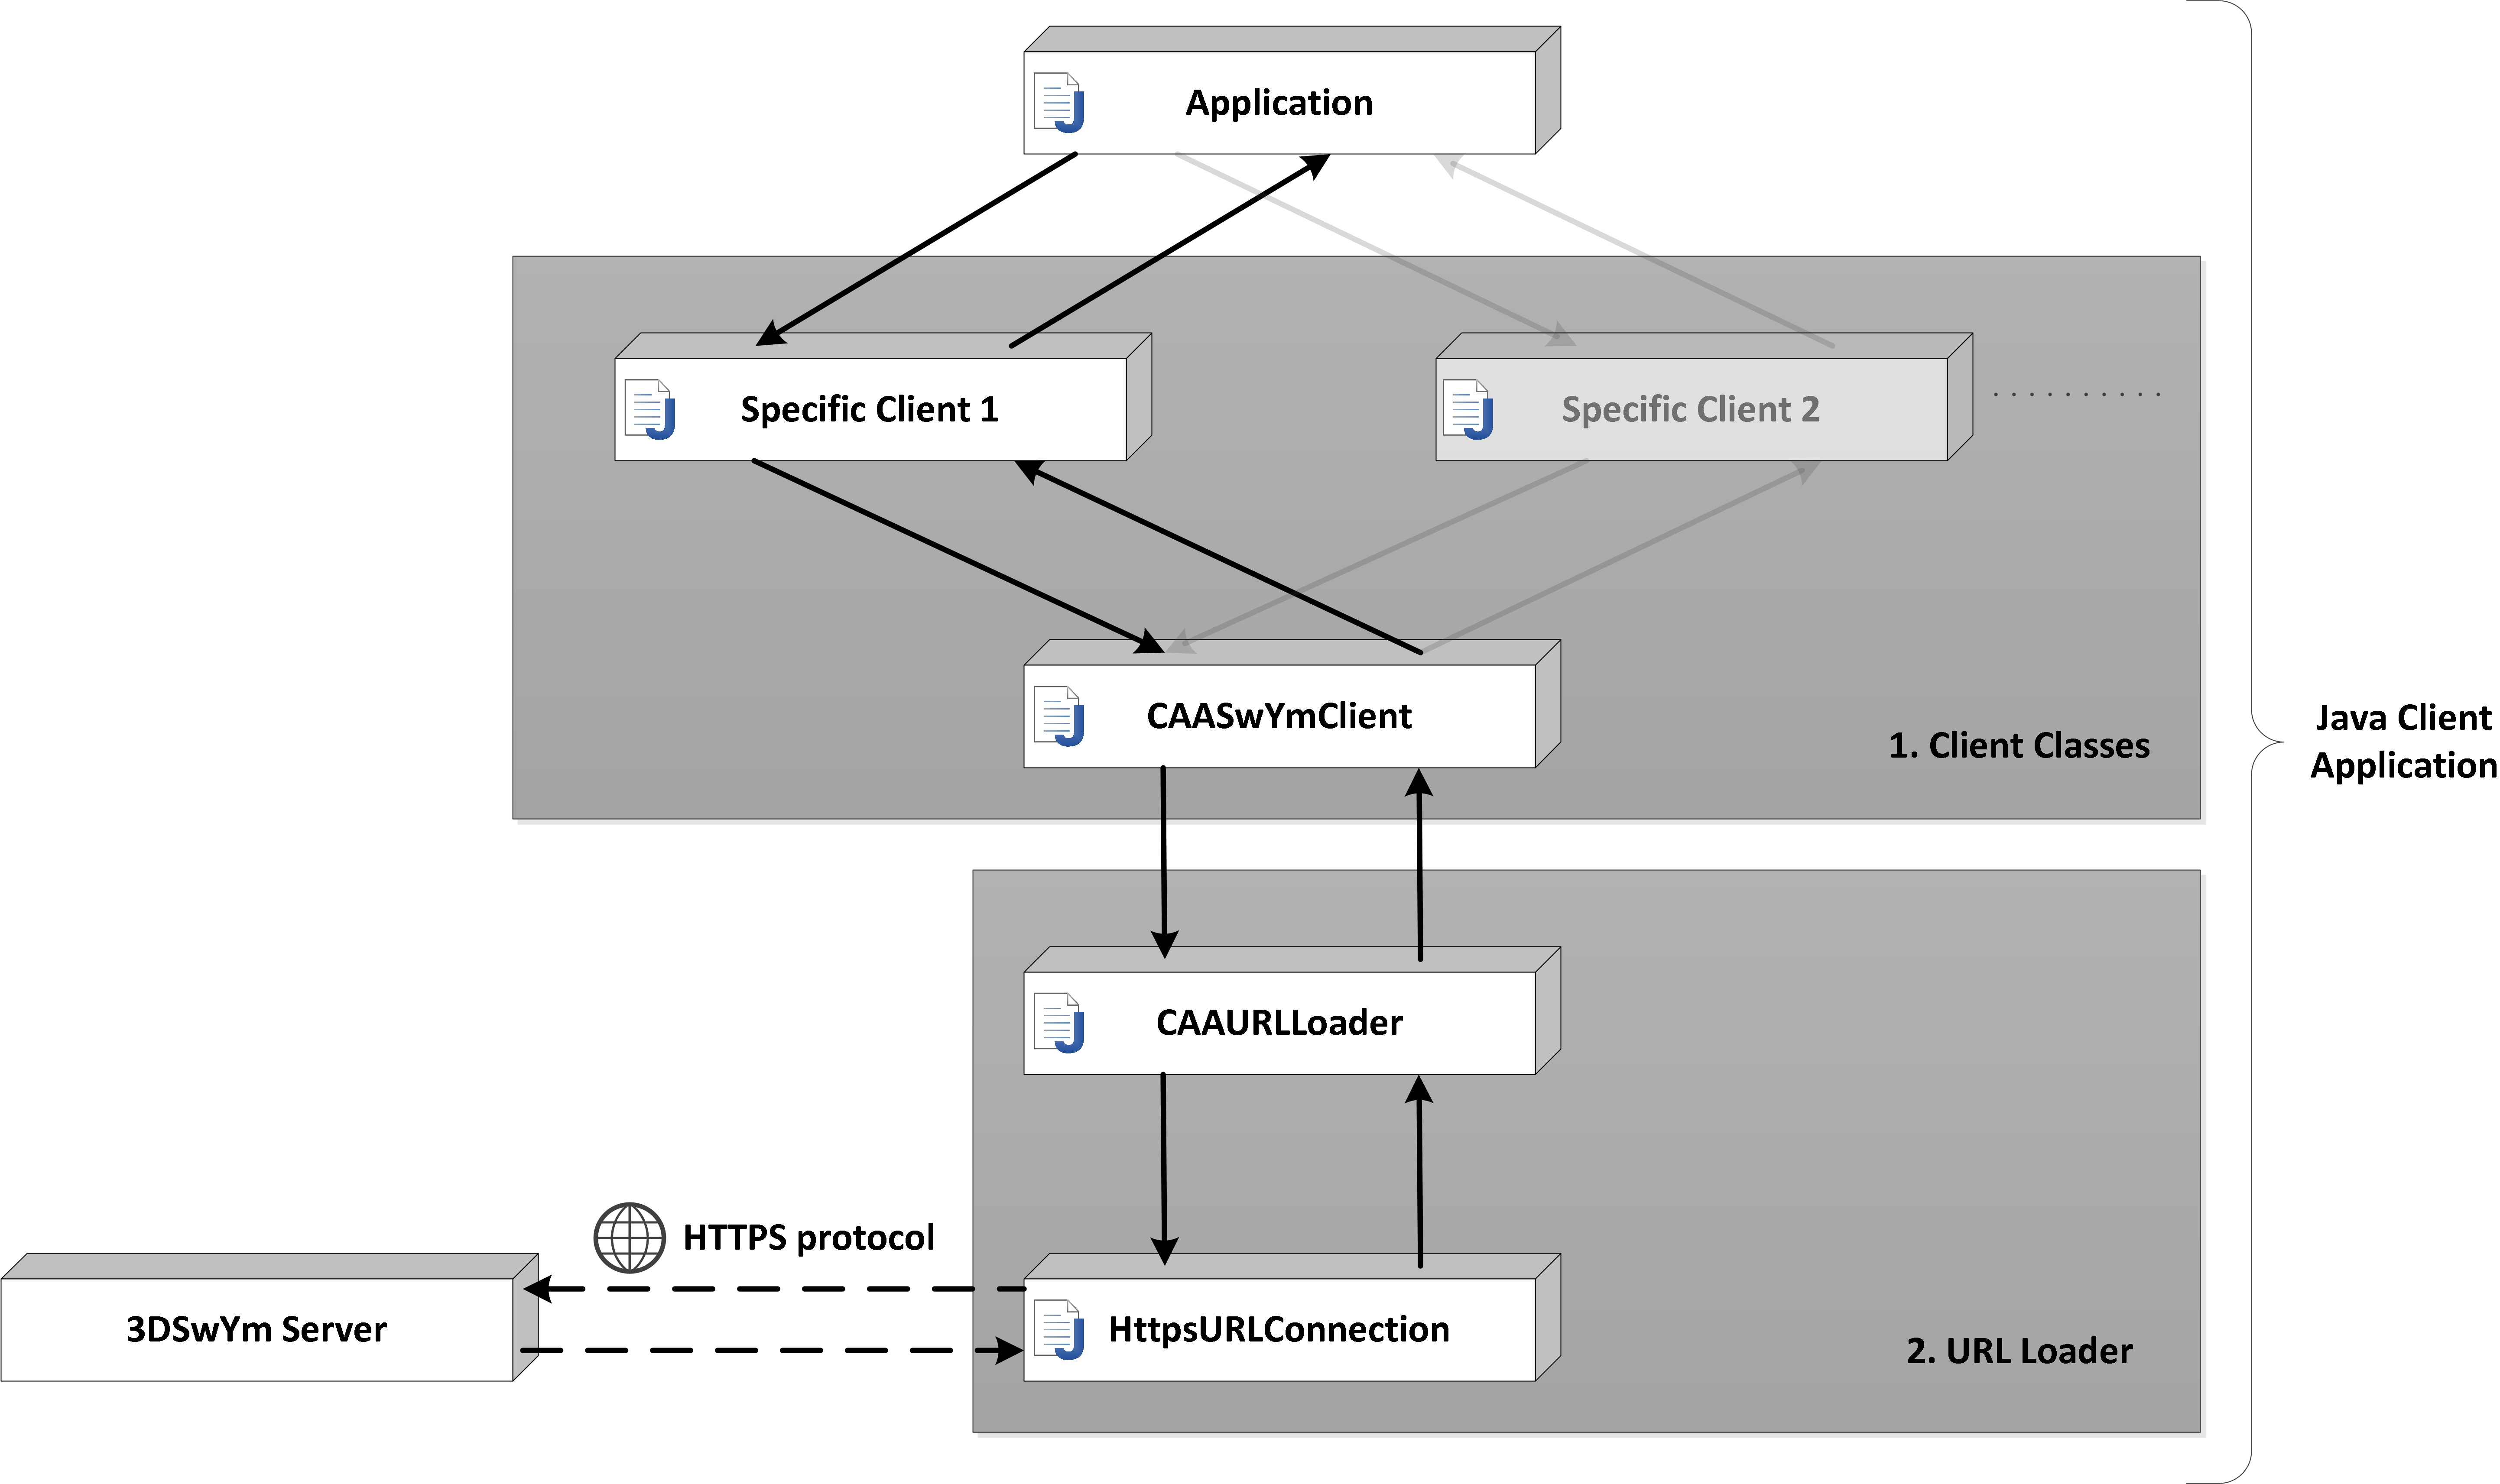 Application
Specific Client 1
Specific Client 2
..........
CAASwYmClient
1. Client Classes
Java Client
Application
CAAURLLoader
HTTPS protocol
3DSwYm Server
HttpsURLConnection
2. URL Loader